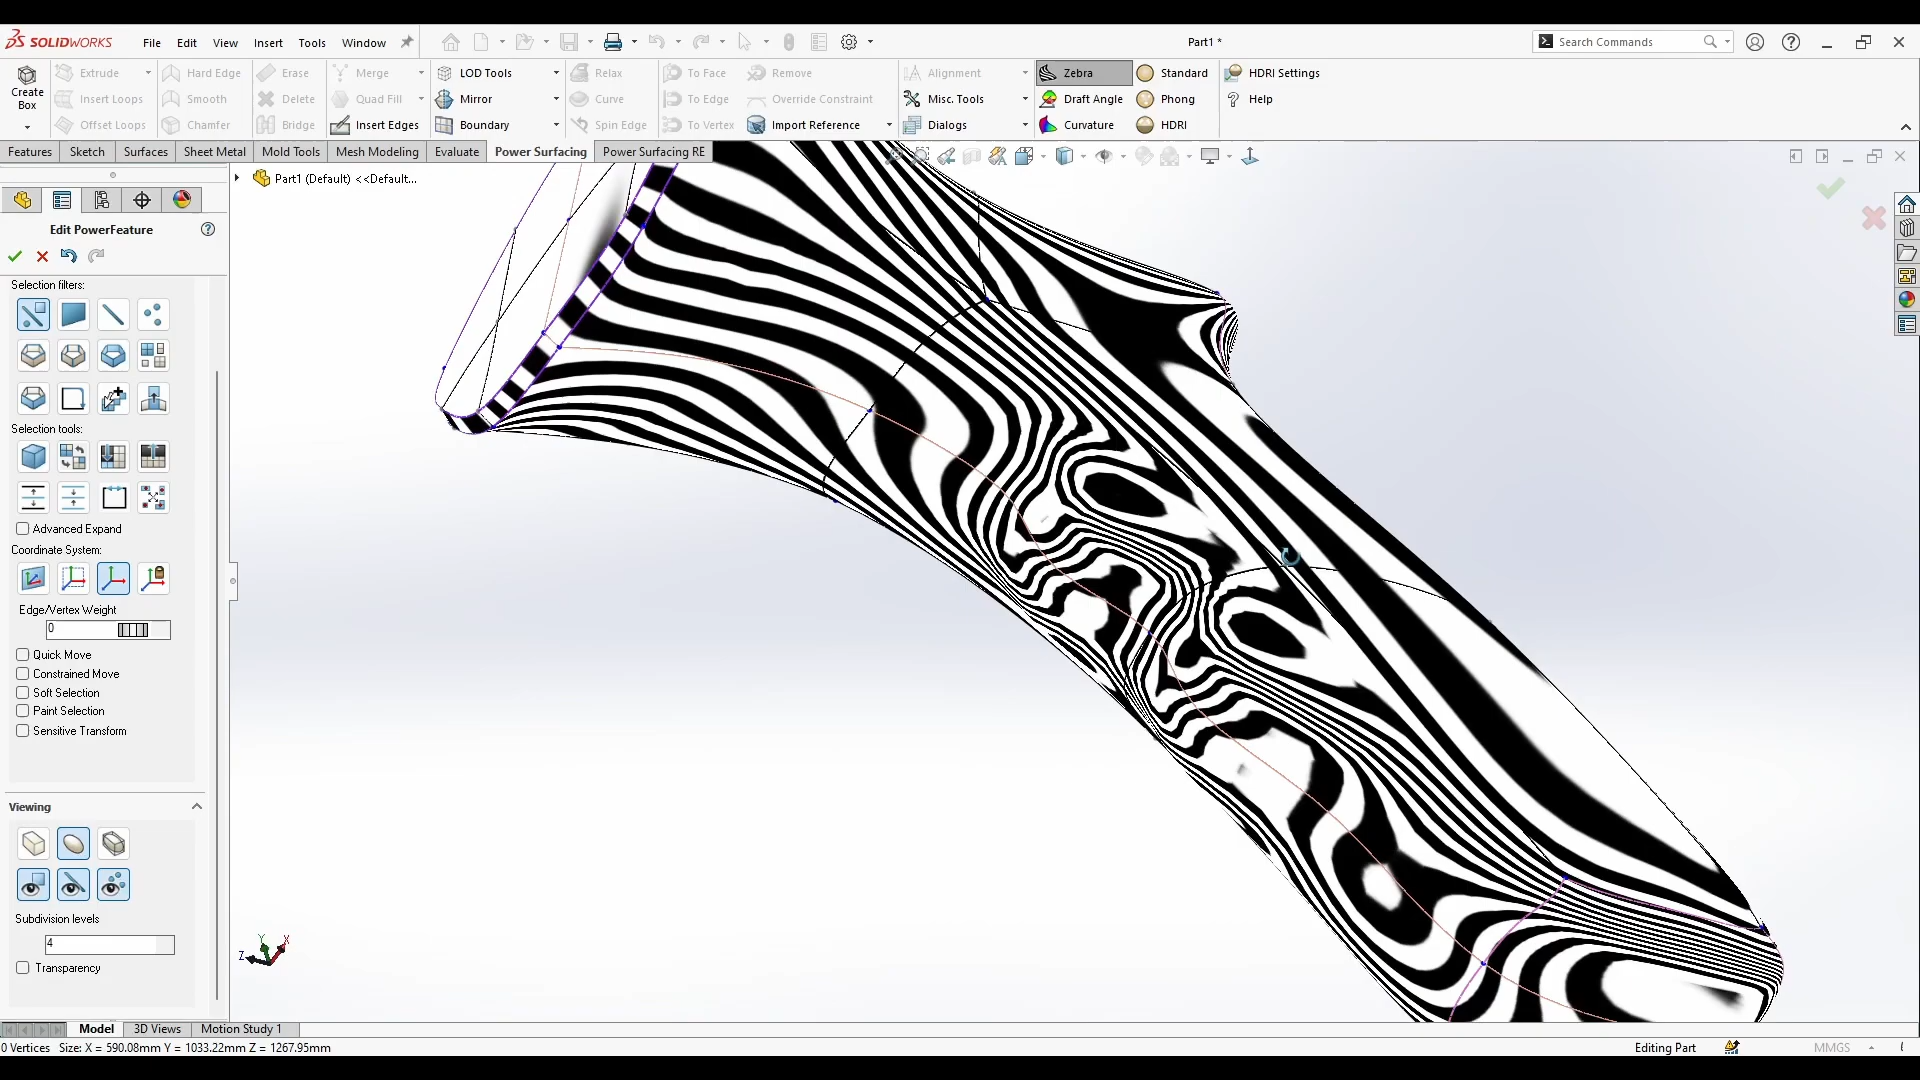 SOLIDWORKS File Edit View Insert Tools Window Part1 * Search Commands
Create Box
Extrude Hard Edge Erase Merge LOD Tools Relax To Face Remove Alignment Zebra Standard HDRI Settings
Insert Loops Smooth Delete Quad Fill Mirror Curve To Edge Override Constraint Misc. Tools Draft Angle Phong Help
Offset Loops Chamfer Bridge Insert Edges Boundary Spin Edge To Vertex Import Reference Dialogs Curvature HDRI
Features Sketch Surfaces Sheet Metal Mold Tools Mesh Modeling Evaluate Power Surfacing Power Surfacing RE
Part1 (Default) <<Default...
Edit PowerFeature
Selection filters:
Selection tools:
Advanced Expand
Coordinate System:
Edge/Vertex Weight
0
Quick Move
Constrained Move
Soft Selection
Paint Selection
Sensitive Transform
Viewing
Subdivision levels
4
Transparency
Z Y X
Model 3D Views Motion Study 1
0 Vertices Size: X = 590.08mm Y = 1033.22mm Z = 1267.95mm Editing Part MMGS